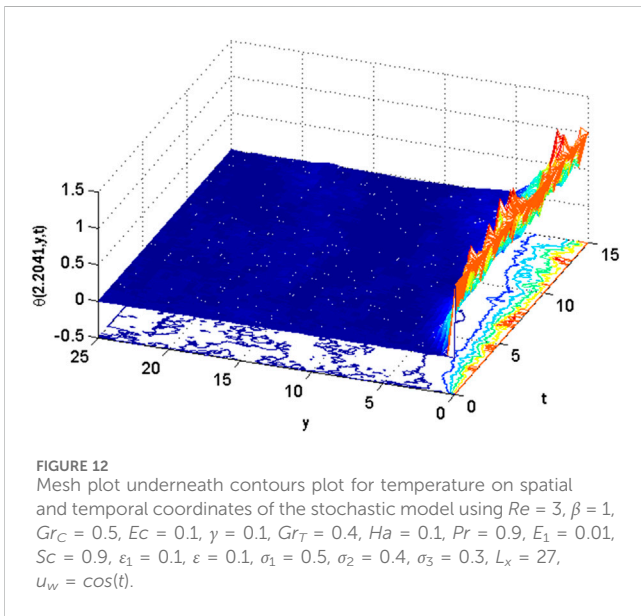 1.5
1
0.5
0
-0.5
θ(2.2041,y,t)
25
20
15
10
5
0
y
0
5
10
15
t
FIGURE 12
Mesh plot underneath contours plot for temperature on spatial
and temporal coordinates of the stochastic model using Re = 3, β = 1,
Gr_C = 0.5, Ec = 0.1, γ = 0.1, Gr_T = 0.4, Ha = 0.1, Pr = 0.9, E₁ = 0.01,
Sc = 0.9, ε₁ = 0.1, ε = 0.1, σ₁ = 0.5, σ₂ = 0.4, σ₃ = 0.3, Lₓ = 27,
u_w = cos(t).